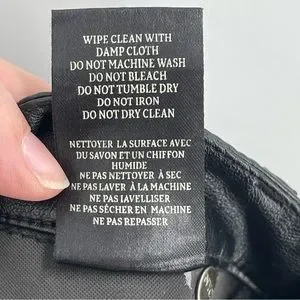 WIPE CLEAN WITH
DAMP CLOTH
DO NOT MACHINE WASH
DO NOT BLEACH
DO NOT TUMBLE DRY
DO NOT IRON
DO NOT DRY CLEAN
NETTOYER LA SURFACE AVEC
DU SAVON ET UN CHIFFON
HUMIDE
NE PAS NETTOYER À SEC
NE PAS LAVER À LA MACHINE
NE PAS JAVELLISER
NE PAS SÉCHER EN MACHINE
NE PAS REPASSER